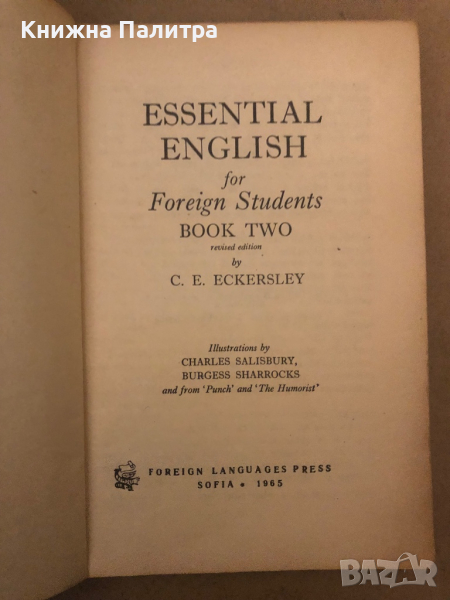 Книжна Палитра
ESSENTIAL
ENGLISH
for
Foreign Students
BOOK TWO
revised edition
by
C. E. ECKERSLEY
Illustrations by
CHARLES SALISBURY,
BURGESS SHARROCKS
and from ‘Punch’ and ‘The Humorist’
FOREIGN LANGUAGES PRESS
SOFIA • 1965
BAZAR